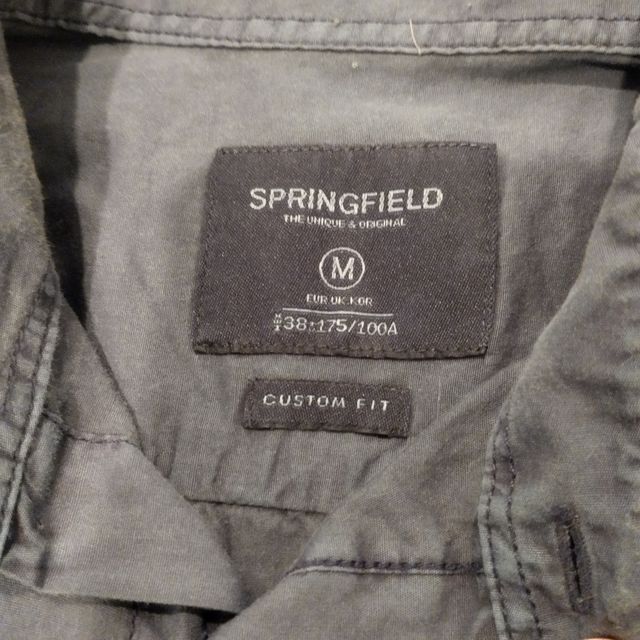 SPRINGFIELD
THE UNIQUE & ORIGINAL
M
EUR UK KOR
38 175/100A
CUSTOM FIT